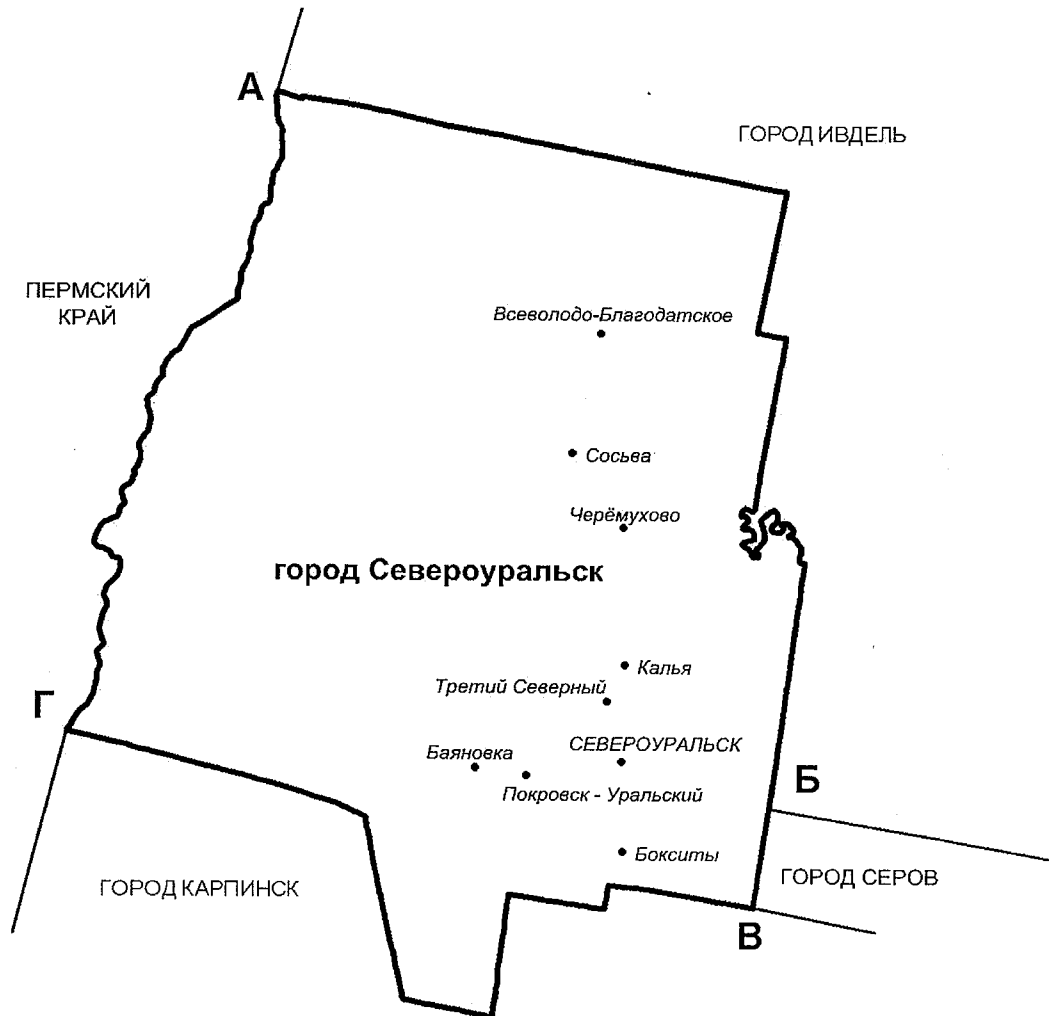 А
ГОРОД ИВДЕЛЬ
ПЕРМСКИЙ
КРАЙ
Всеволодо-Благодатское
Сосьва
Черёмухово
город Североуральск
Калья
Третий Северный
Г
СЕВЕРОУРАЛЬСК
Баяновка
Покровск - Уральский
Б
Бокситы
ГОРОД СЕРОВ
ГОРОД КАРПИНСК
В